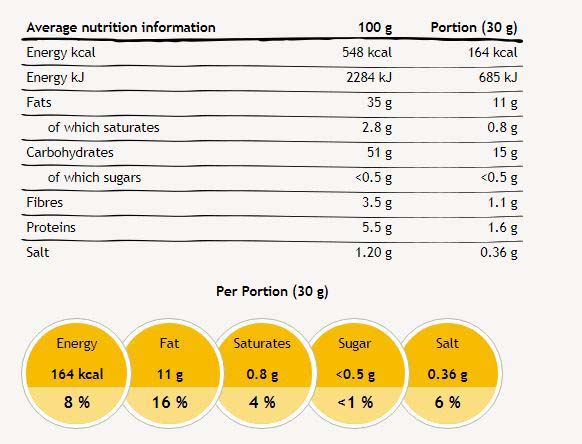 Average nutrition information 100 g Portion (30 g)
Energy kcal 548 kcal 164 kcal
Energy kJ 2284 kJ 685 kJ
Fats 35 g 11 g
of which saturates 2.8 g 0.8 g
Carbohydrates 51 g 15 g
of which sugars <0.5 g <0.5 g
Fibres 3.5 g 1.1 g
Proteins 5.5 g 1.6 g
Salt 1.20 g 0.36 g
Per Portion (30 g)
Energy Fat Saturates Sugar Salt
164 kcal 11 g 0.8 g <0.5 g 0.36 g
8 % 16 % 4 % <1 % 6 %